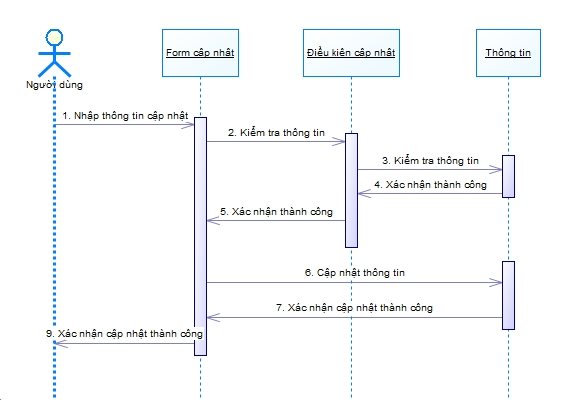 Form cập nhật
Điều kiên cập nhật
Thông tin
Người dùng
1. Nhập thông tin cập nhật
2. Kiểm tra thông tin
3. Kiểm tra thông tin
4. Xác nhận thành công
5. Xác nhận thành công
6. Cập nhật thông tin
7. Xác nhận cập nhật thành công
9. Xác nhận cập nhật thành công